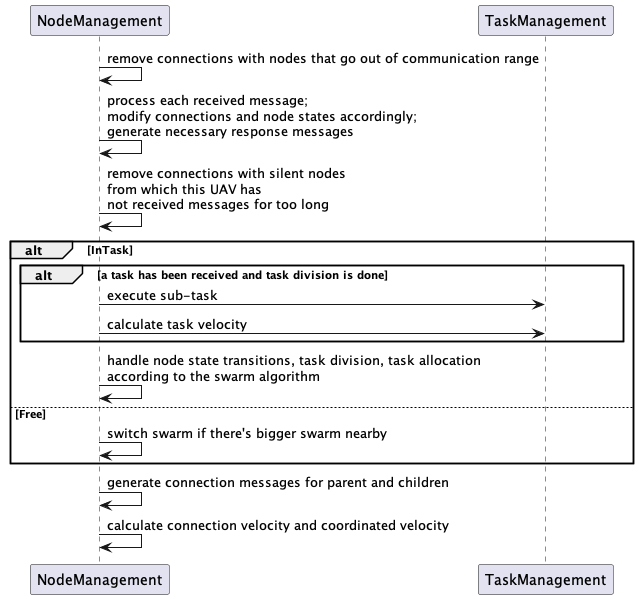 NodeManagement
TaskManagement
remove connections with nodes that go out of communication range
process each received message;
modify connections and node states accordingly;
generate necessary response messages
remove connections with silent nodes
from which this UAV has
not received messages for too long
alt
[InTask]
alt
[a task has been received and task division is done]
execute sub-task
calculate task velocity
handle node state transitions, task division, task allocation
according to the swarm algorithm
[Free]
switch swarm if there's bigger swarm nearby
generate connection messages for parent and children
calculate connection velocity and coordinated velocity
NodeManagement
TaskManagement